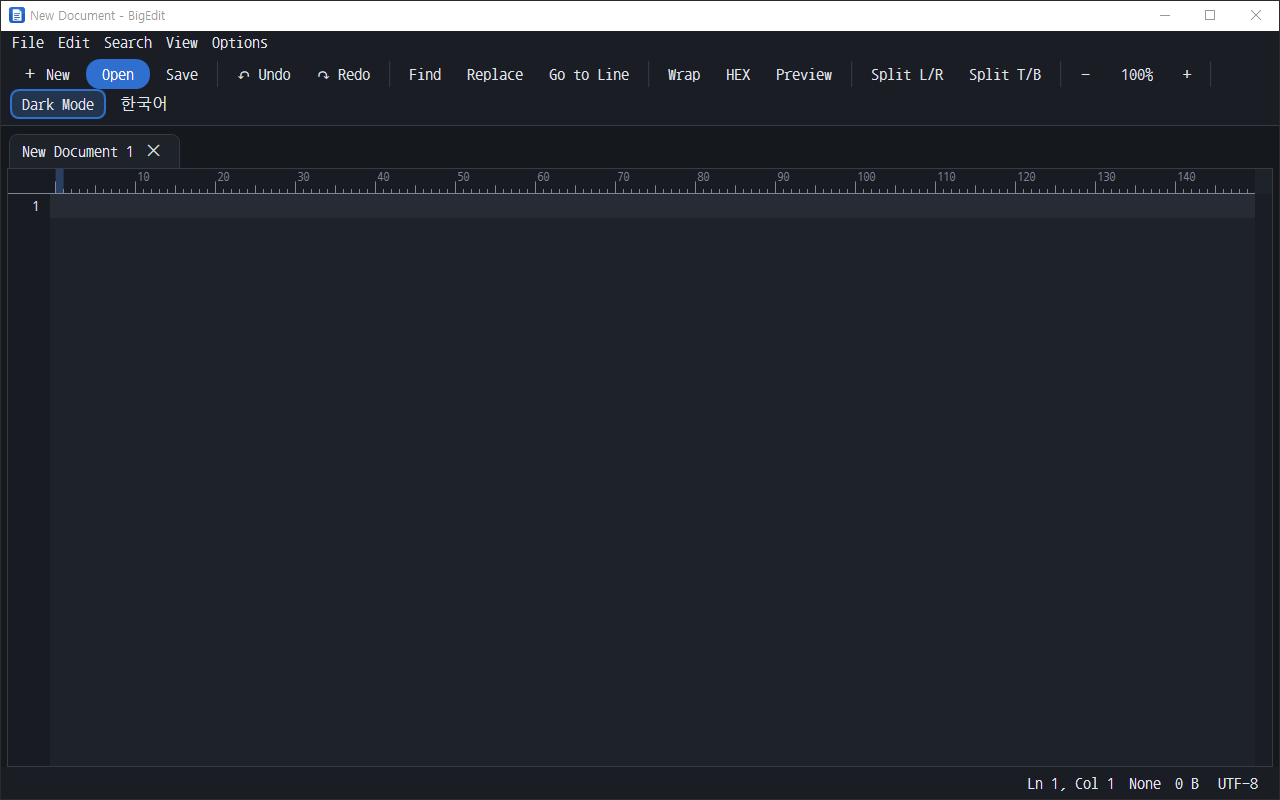 New Document - BigEdit
File Edit Search View Options
+ New Open Save Undo Redo Find Replace Go to Line Wrap HEX Preview Split L/R Split T/B − 100% +
Dark Mode 한국어
New Document 1
10 20 30 40 50 60 70 80 90 100 110 120 130 140
1
Ln 1, Col 1 None 0 B UTF-8